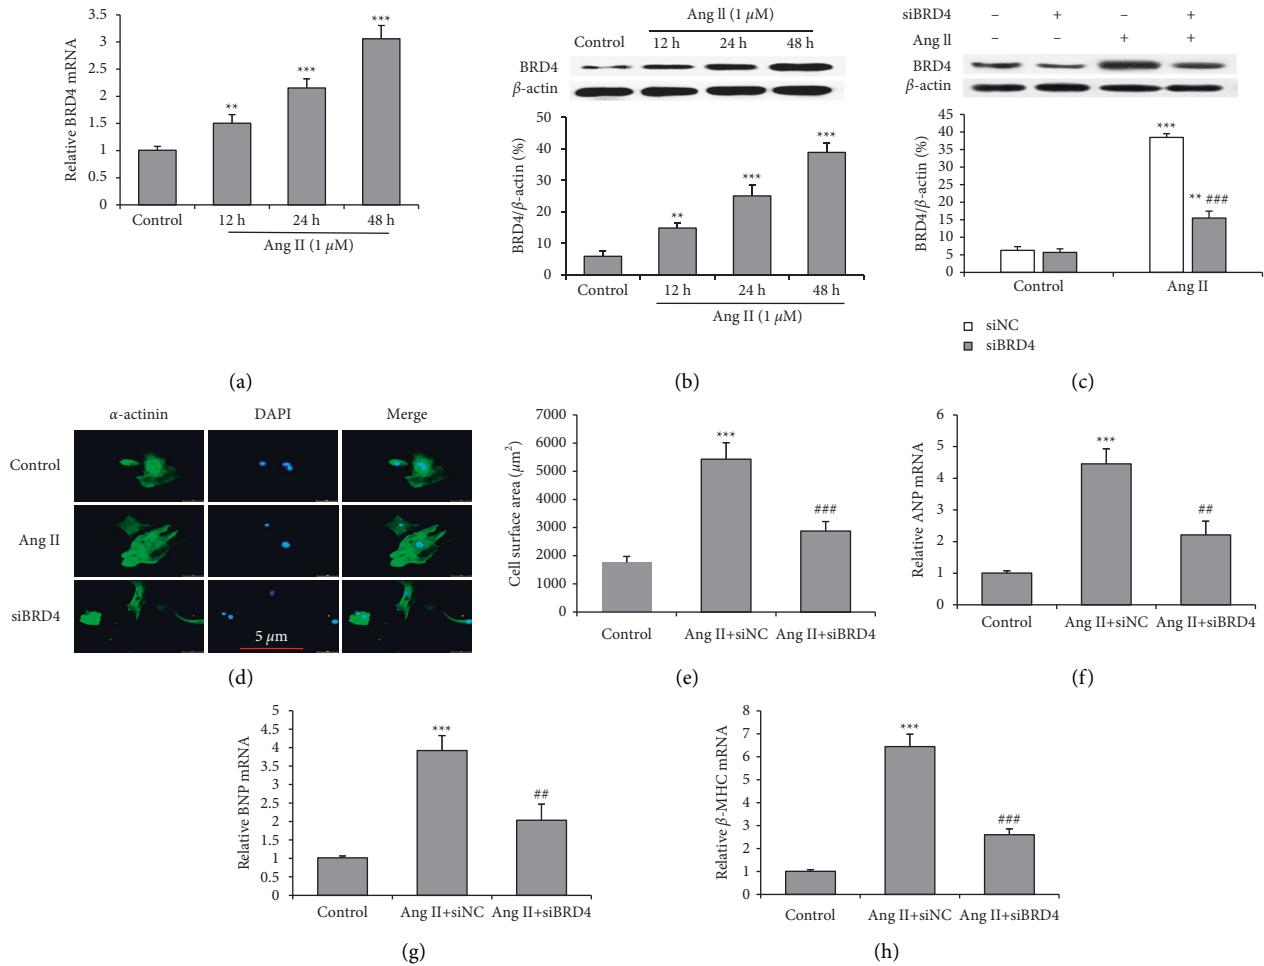 Relative BRD4 mRNA
3.5
3
2.5
2
1.5
1
0.5
0
**
***
***
Control
12 h
24 h
48 h
Ang II (1 μM)
(a)
Ang ll (1 μM)
Control
12 h
24 h
48 h
BRD4
β-actin
BRD4/β-actin (%)
50
40
30
20
10
0
**
***
***
Control
12 h
24 h
48 h
Ang II (1 μM)
(b)
siBRD4 – + – +
Ang ll – – + +
BRD4
β-actin
BRD4/β-actin (%)
45
40
35
30
25
20
15
10
5
0
***
** ###
Control
Ang II
siNC
siBRD4
(c)
α-actinin
DAPI
Merge
Control
Ang II
siBRD4
5 μm
(d)
Cell surface area (μm²)
7000
6000
5000
4000
3000
2000
1000
0
***
###
Control
Ang II+siNC
Ang II+siBRD4
(e)
Relative ANP mRNA
6
5
4
3
2
1
0
***
##
Control
Ang II+siNC
Ang II+siBRD4
(f)
Relative BNP mRNA
5
4.5
4
3.5
3
2.5
2
1.5
1
0.5
0
***
##
Control
Ang II+siNC
Ang II+siBRD4
(g)
Relative β-MHC mRNA
8
7
6
5
4
3
2
1
0
***
###
Control
Ang II+siNC
Ang II+siBRD4
(h)